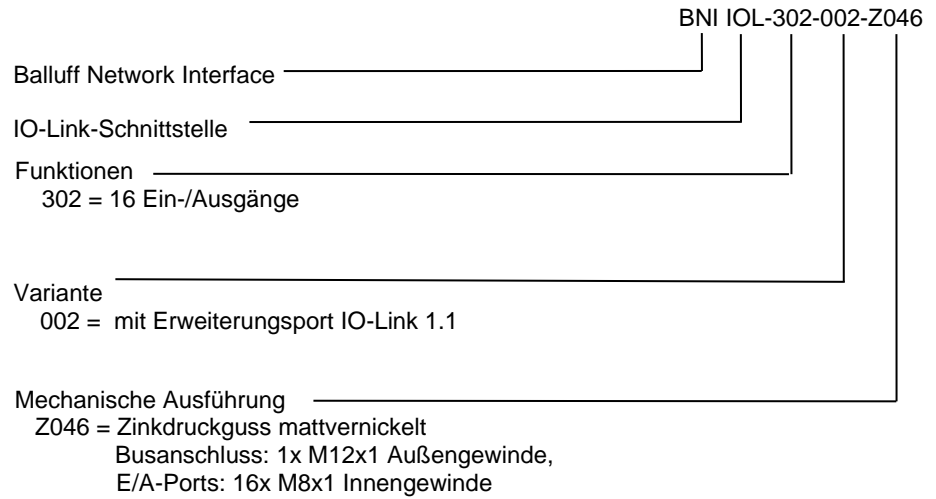 BNI IOL-302-002-Z046
Balluff Network Interface
IO-Link-Schnittstelle
Funktionen
302 = 16 Ein-/Ausgänge
Variante
002 = mit Erweiterungsport IO-Link 1.1
Mechanische Ausführung
Z046 = Zinkdruckguss mattvernickelt
Busanschluss: 1x M12x1 Außengewinde,
E/A-Ports: 16x M8x1 Innengewinde